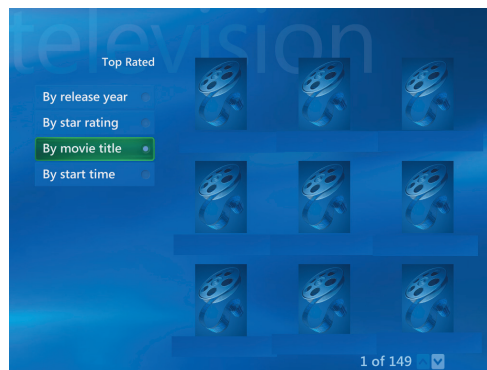 television
Top Rated
By release year
By star rating
By movie title
By start time
1 of 149